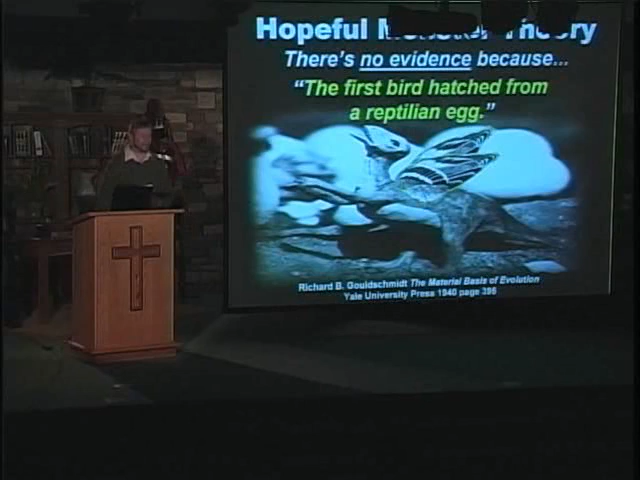 Hopeful Theory
There's no evidence because...
"The first bird hatched from
a reptilian egg."
Richard B. Gouldschmidt The Material Basis of Evolution
Yale University Press 1940 page 395